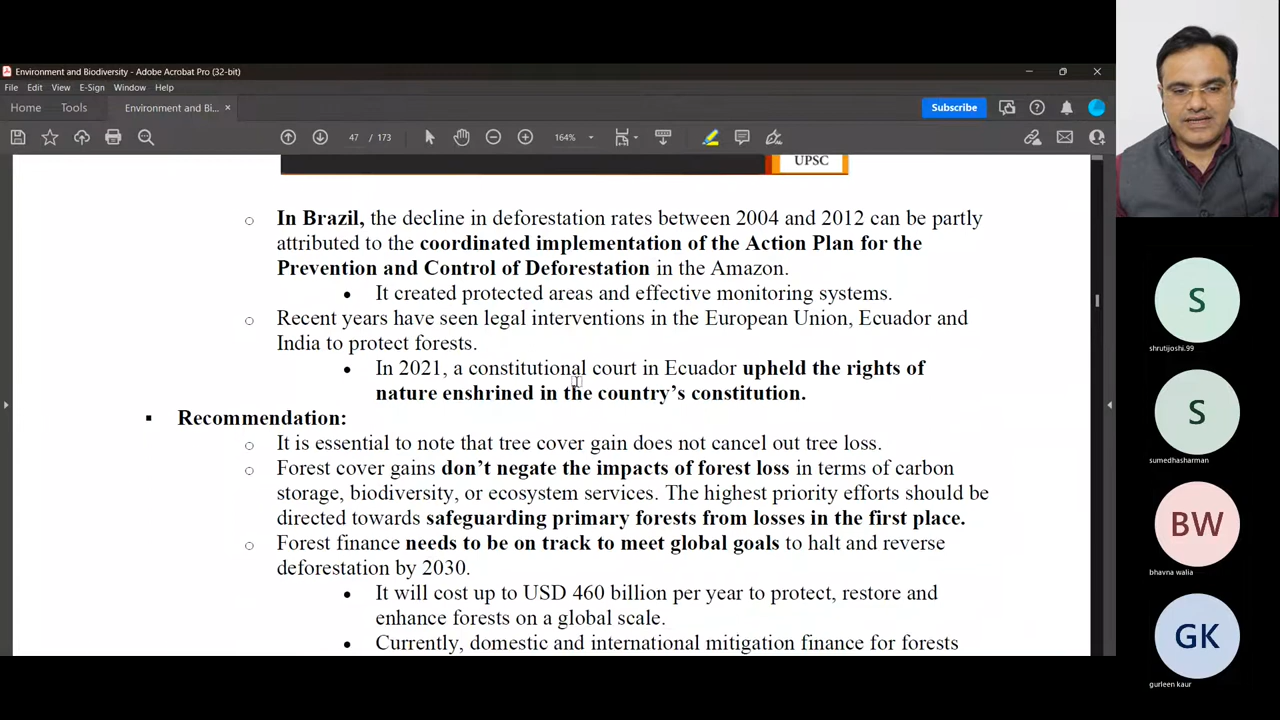 Environment and Biodiversity - Adobe Acrobat Pro (32-bit)
File Edit View E-Sign Window Help
Home Tools Environment and Bi... × Subscribe
47 / 173 164%
UPSC
○ In Brazil, the decline in deforestation rates between 2004 and 2012 can be partly
attributed to the coordinated implementation of the Action Plan for the
Prevention and Control of Deforestation in the Amazon.
• It created protected areas and effective monitoring systems.
○ Recent years have seen legal interventions in the European Union, Ecuador and
India to protect forests.
• In 2021, a constitutional court in Ecuador upheld the rights of
nature enshrined in the country’s constitution.
▪ Recommendation:
○ It is essential to note that tree cover gain does not cancel out tree loss.
○ Forest cover gains don’t negate the impacts of forest loss in terms of carbon
storage, biodiversity, or ecosystem services. The highest priority efforts should be
directed towards safeguarding primary forests from losses in the first place.
○ Forest finance needs to be on track to meet global goals to halt and reverse
deforestation by 2030.
• It will cost up to USD 460 billion per year to protect, restore and
enhance forests on a global scale.
• Currently, domestic and international mitigation finance for forests
S
shrutijoshi.99
S
sumedhasharman
BW
bhavna walia
GK
gurleen kaur